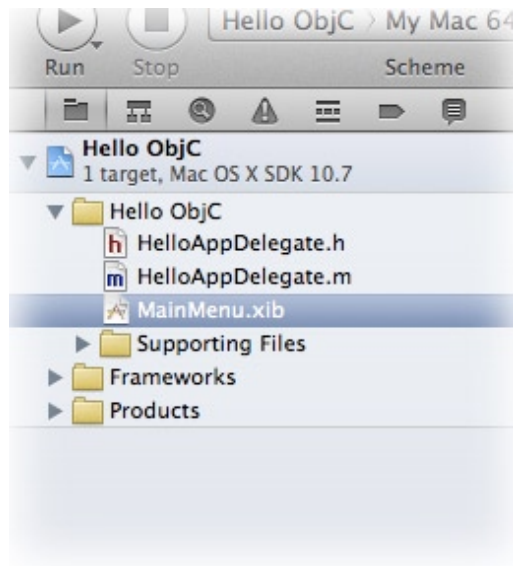 Hello ObjC 〉 My Mac 64
Run Stop Scheme
Hello ObjC
1 target, Mac OS X SDK 10.7
Hello ObjC
h HelloAppDelegate.h
m HelloAppDelegate.m
MainMenu.xib
Supporting Files
Frameworks
Products